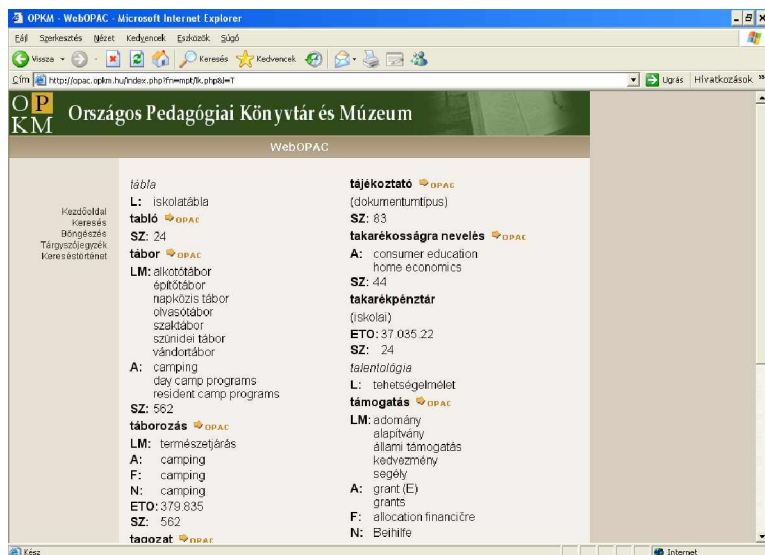 OPKM - WebOPAC - Microsoft Internet Explorer
Fájl Szerkesztés Nézet Kedvencek Eszközök Súgó
Vissza Keresés Kedvencek
Cím http://opac.opkm.hu/index.php?fn=mpt/lk.php&l=T Ugrás Hivatkozások »
OPKM Országos Pedagógiai Könyvtár és Múzeum
WebOPAC
Kezdőoldal
Keresés
Böngészés
Tárgyszójegyzék
Kereséstörténet
tábla
L: iskolatábla
tabló OPAC
SZ: 24
tábor OPAC
LM: alkotótábor
építőtábor
napközis tábor
olvasótábor
szaktábor
szünidei tábor
vándortábor
A: camping
day camp programs
resident camp programs
SZ: 562
táborozás OPAC
LM: természetjárás
A: camping
F: camping
N: camping
ETO: 379.835
SZ: 562
tagozat OPAC
tájékoztató OPAC
(dokumentumtípus)
SZ: 83
takarékosságra nevelés OPAC
A: consumer education
home economics
SZ: 44
takarékpénztár
(iskolai)
ETO: 37.035.22
SZ: 24
talentológia
L: tehetségelmélet
támogatás OPAC
LM: adomány
alapítvány
állami támogatás
kedvezmény
segély
A: grant (E)
grants
F: allocation financičre
N: Beihilfe
Kész Internet